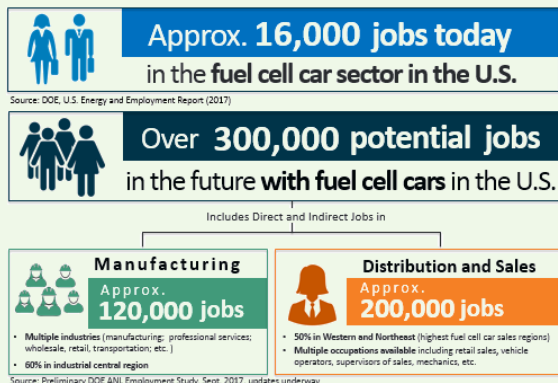 Approx. 16,000 jobs today
in the fuel cell car sector in the U.S.
Source: DOE, U.S. Energy and Employment Report (2017)
Over 300,000 potential jobs
in the future with fuel cell cars in the U.S.
Includes Direct and Indirect Jobs in
Manufacturing
Approx.
120,000 jobs
• Multiple industries (manufacturing; professional services;
wholesale, retail, transportation; etc. )
• 60% in industrial central region
Distribution and Sales
Approx.
200,000 jobs
• 50% in Western and Northeast (highest fuel cell car sales regions)
• Multiple occupations available including retail sales, vehicle
operators, supervisors of sales, mechanics, etc.
Source: Preliminary DOE ANL Employment Study, Sept. 2017, updates underway